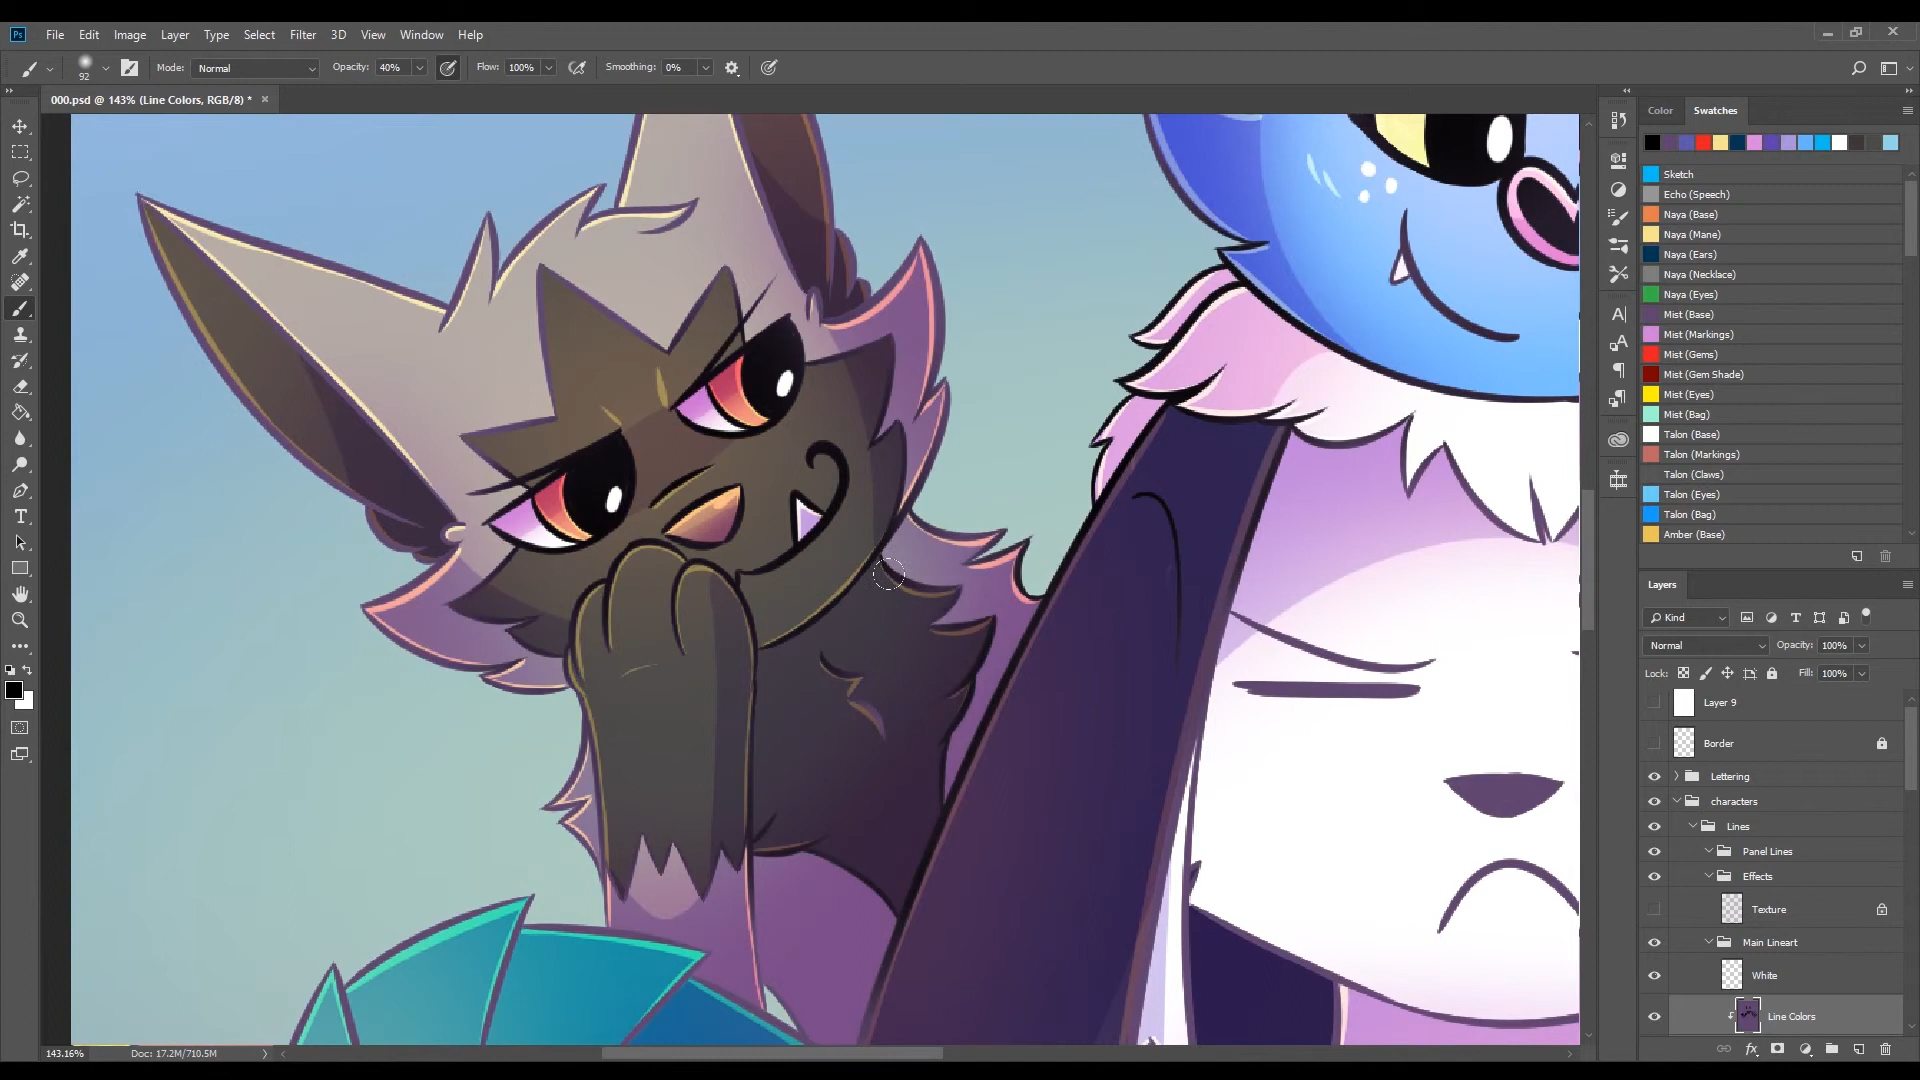 Ps File Edit Image Layer Type Select Filter 3D View Window Help
92 Mode: Normal Opacity: 40% Flow: 100% Smoothing: 0%
000.psd @ 143% (Line Colors, RGB/8) *
Color Swatches
Sketch
Echo (Speech)
Naya (Base)
Naya (Mane)
Naya (Ears)
Naya (Necklace)
Naya (Eyes)
Mist (Base)
Mist (Markings)
Mist (Gems)
Mist (Gem Shade)
Mist (Eyes)
Mist (Bag)
Talon (Base)
Talon (Markings)
Talon (Claws)
Talon (Eyes)
Talon (Bag)
Amber (Base)
Layers
Kind
Normal Opacity: 100%
Lock: Fill: 100%
Layer 9
Border
Lettering
characters
Lines
Panel Lines
Effects
Texture
Main Lineart
White
Line Colors
143.16% Doc: 17.2M/710.5M